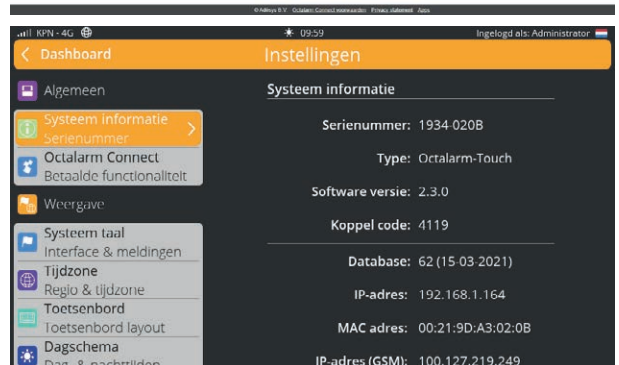 © Adésys B.V. Octalarm Connect voorwaarden Privacy statement Apps
KPN - 4G
09:59
Ingelogd als: Administrator
Dashboard
Instellingen
Algemeen
Systeem informatie
Serienummer
Octalarm Connect
Betaalde functionaliteit
Weergave
Systeem taal
Interface & meldingen
Tijdzone
Regio & tijdzone
Toetsenbord
Toetsenbord layout
Dagschema
Dag- & nachttijden
Systeem informatie
Serienummer: 1934-020B
Type: Octalarm-Touch
Software versie: 2.3.0
Koppel code: 4119
Database: 62 (15-03-2021)
IP-adres: 192.168.1.164
MAC adres: 00:21:9D:A3:02:0B
IP-adres (GSM): 100.127.219.249